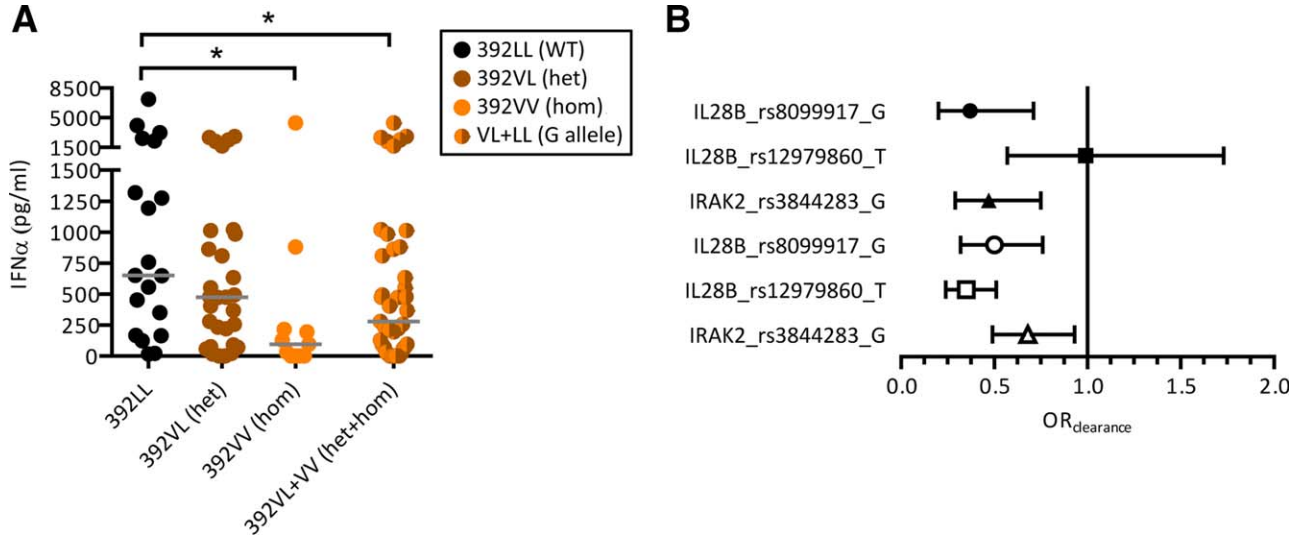 A
*
*
392LL (WT)
392VL (het)
392VV (hom)
VL+LL (G allele)
8500
5000
1500
1500
1250
1000
750
500
250
0
IFNα (pg/ml)
392LL
392VL (het)
392VV (hom)
392VL+VV (het+hom)
B
IL28B_rs8099917_G
IL28B_rs12979860_T
IRAK2_rs3844283_G
IL28B_rs8099917_G
IL28B_rs12979860_T
IRAK2_rs3844283_G
0.0 0.5 1.0 1.5 2.0
ORclearance